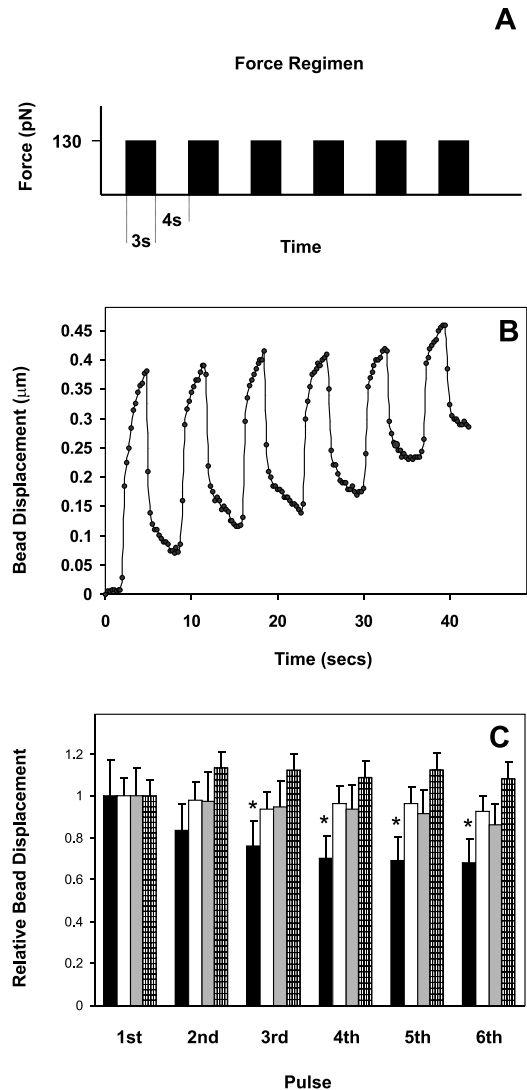 A
Force Regimen
Force (pN)
130
3s
4s
Time
B
Bead Displacement (μm)
0.45
0.4
0.35
0.3
0.25
0.2
0.15
0.1
0.05
0
0 10 20 30 40
Time (secs)
C
Relative Bead Displacement
1.2
1
0.8
0.6
0.4
0.2
0
* * * *
1st 2nd 3rd 4th 5th 6th
Pulse